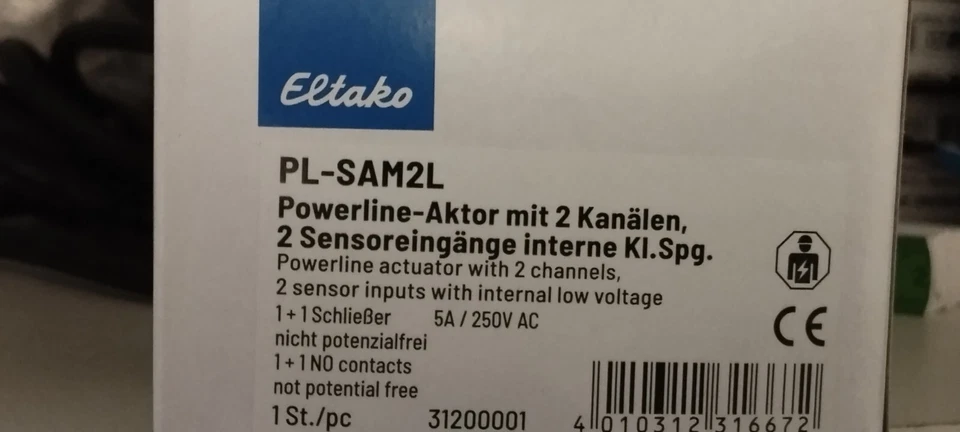 Eltako
PL-SAM2L
Powerline-Aktor mit 2 Kanälen,
2 Sensoreingänge interne Kl.Spg.
Powerline actuator with 2 channels,
2 sensor inputs with internal low voltage
1 + 1 Schließer 5A / 250V AC
nicht potenzialfrei
1 + 1 NO contacts
not potential free
CE
1 St./pc 31200001
4 010312 316672